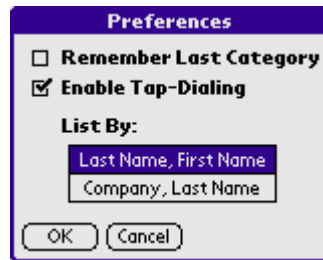 Preferences
Remember Last Category
Enable Tap-Dialing
List By:
Last Name, First Name
Company, Last Name
OK Cancel